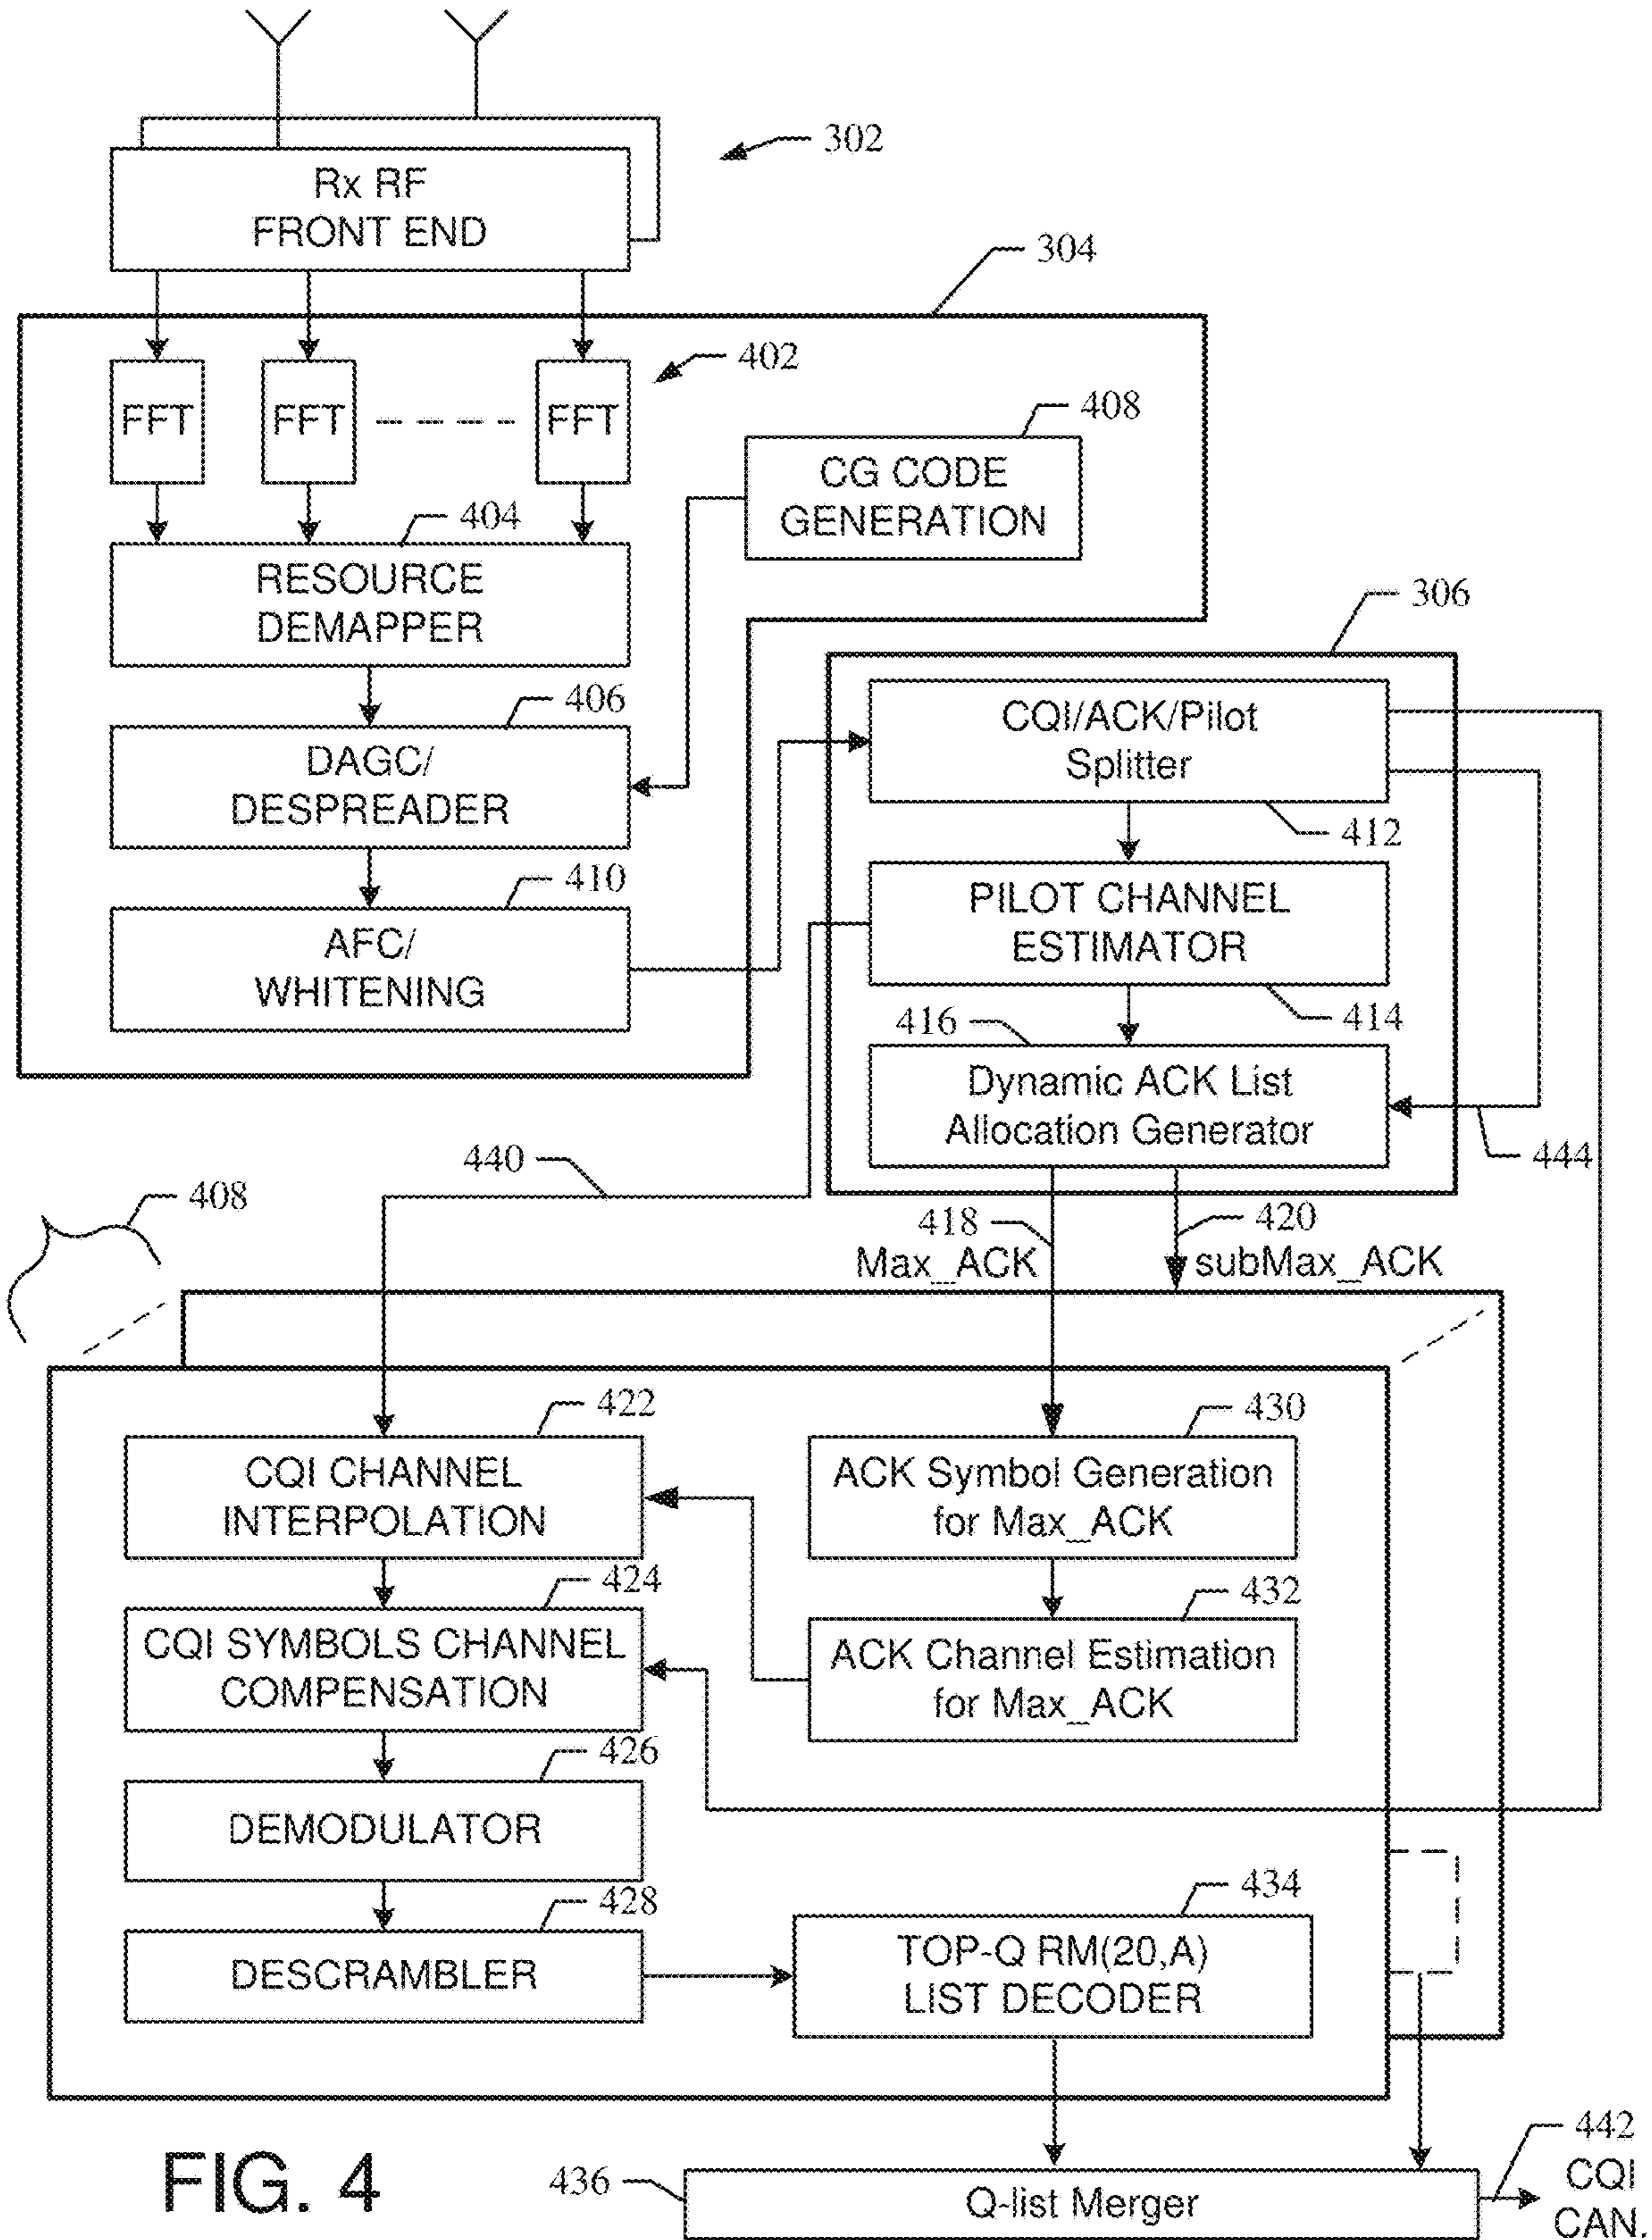 302
Rx RF
FRONT END
304
402
FFT
FFT
FFT
408
CG CODE
GENERATION
404
RESOURCE
DEMAPPER
306
406
CQI/ACK/Pilot
Splitter
DAGC/
DESPREADER
412
410
PILOT CHANNEL
ESTIMATOR
AFC/
WHITENING
416
414
Dynamic ACK List
Allocation Generator
440
444
408
418
420
Max_ACK
subMax_ACK
422
430
CQI CHANNEL
INTERPOLATION
ACK Symbol Generation
for Max_ACK
424
432
CQI SYMBOLS CHANNEL
COMPENSATION
ACK Channel Estimation
for Max_ACK
426
DEMODULATOR
428
434
DESCRAMBLER
TOP-Q RM(20,A)
LIST DECODER
FIG. 4
436
Q-list Merger
442
CQI
CAN.